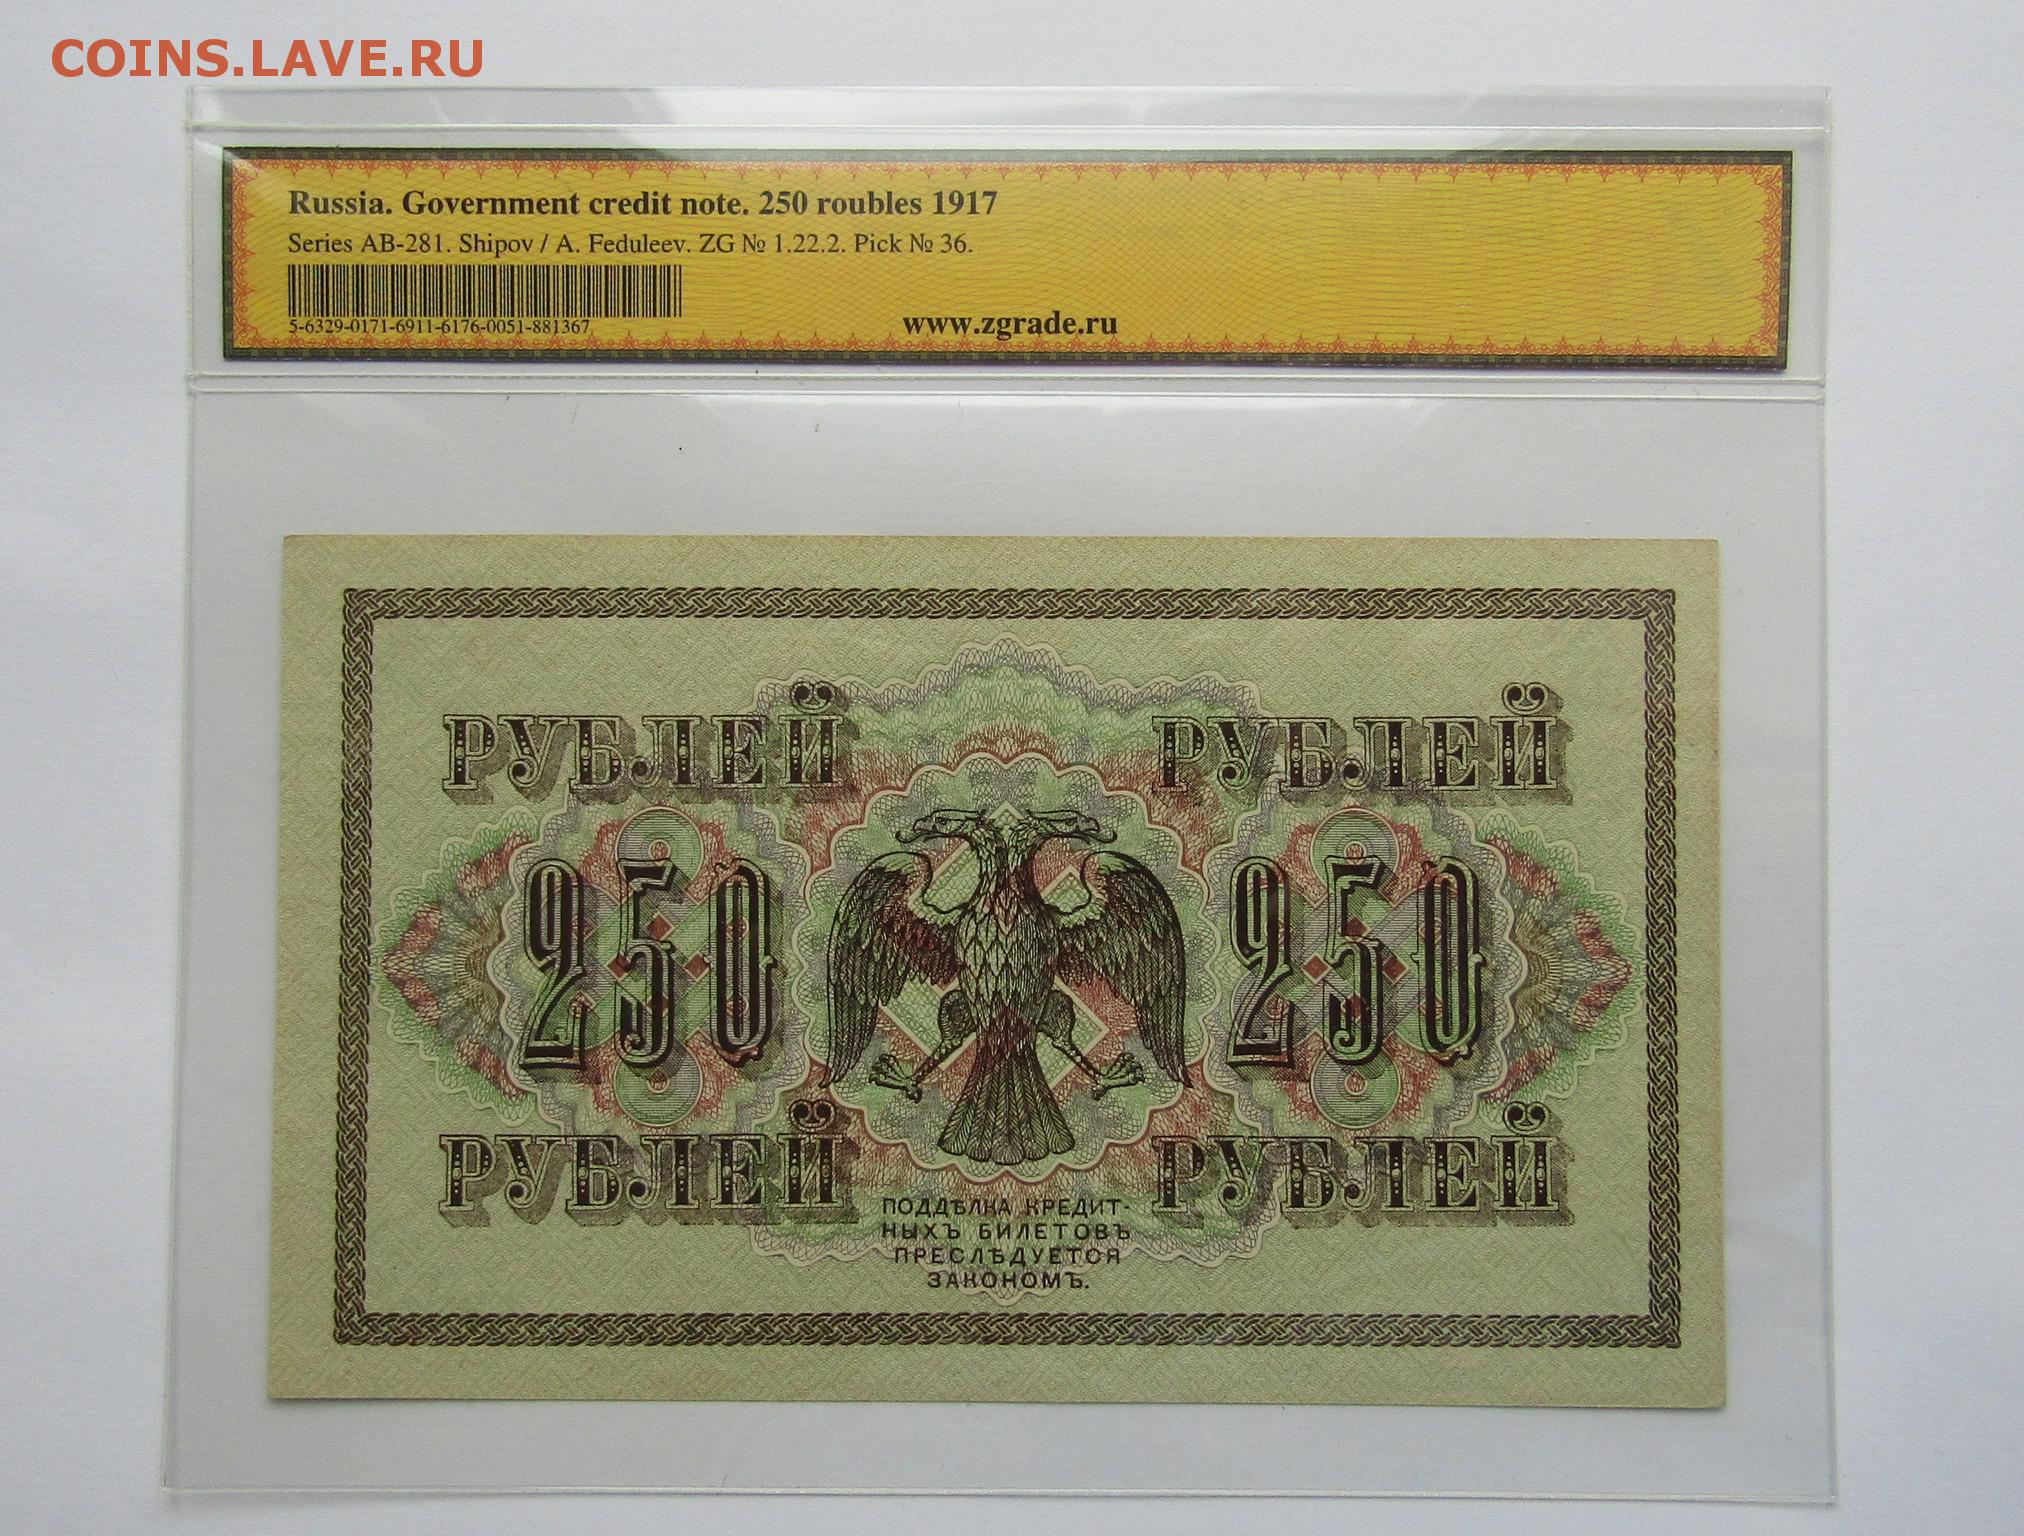 COINS.LAVE.RU
Russia. Government credit note. 250 roubles 1917
Series АВ-281. Shipov / A. Feduleev. ZG № 1.22.2. Pick № 36.
5-6329-0171-6911-6176-0051-881367
www.zgrade.ru
РУБЛЕЙ РУБЛЕЙ
250 250
РУБЛЕЙ РУБЛЕЙ
ПОДДѢЛКА КРЕДИТ-
НЫХЪ БИЛЕТОВЪ
ПРЕСЛѢДУЕТСЯ
ЗАКОНОМЪ.